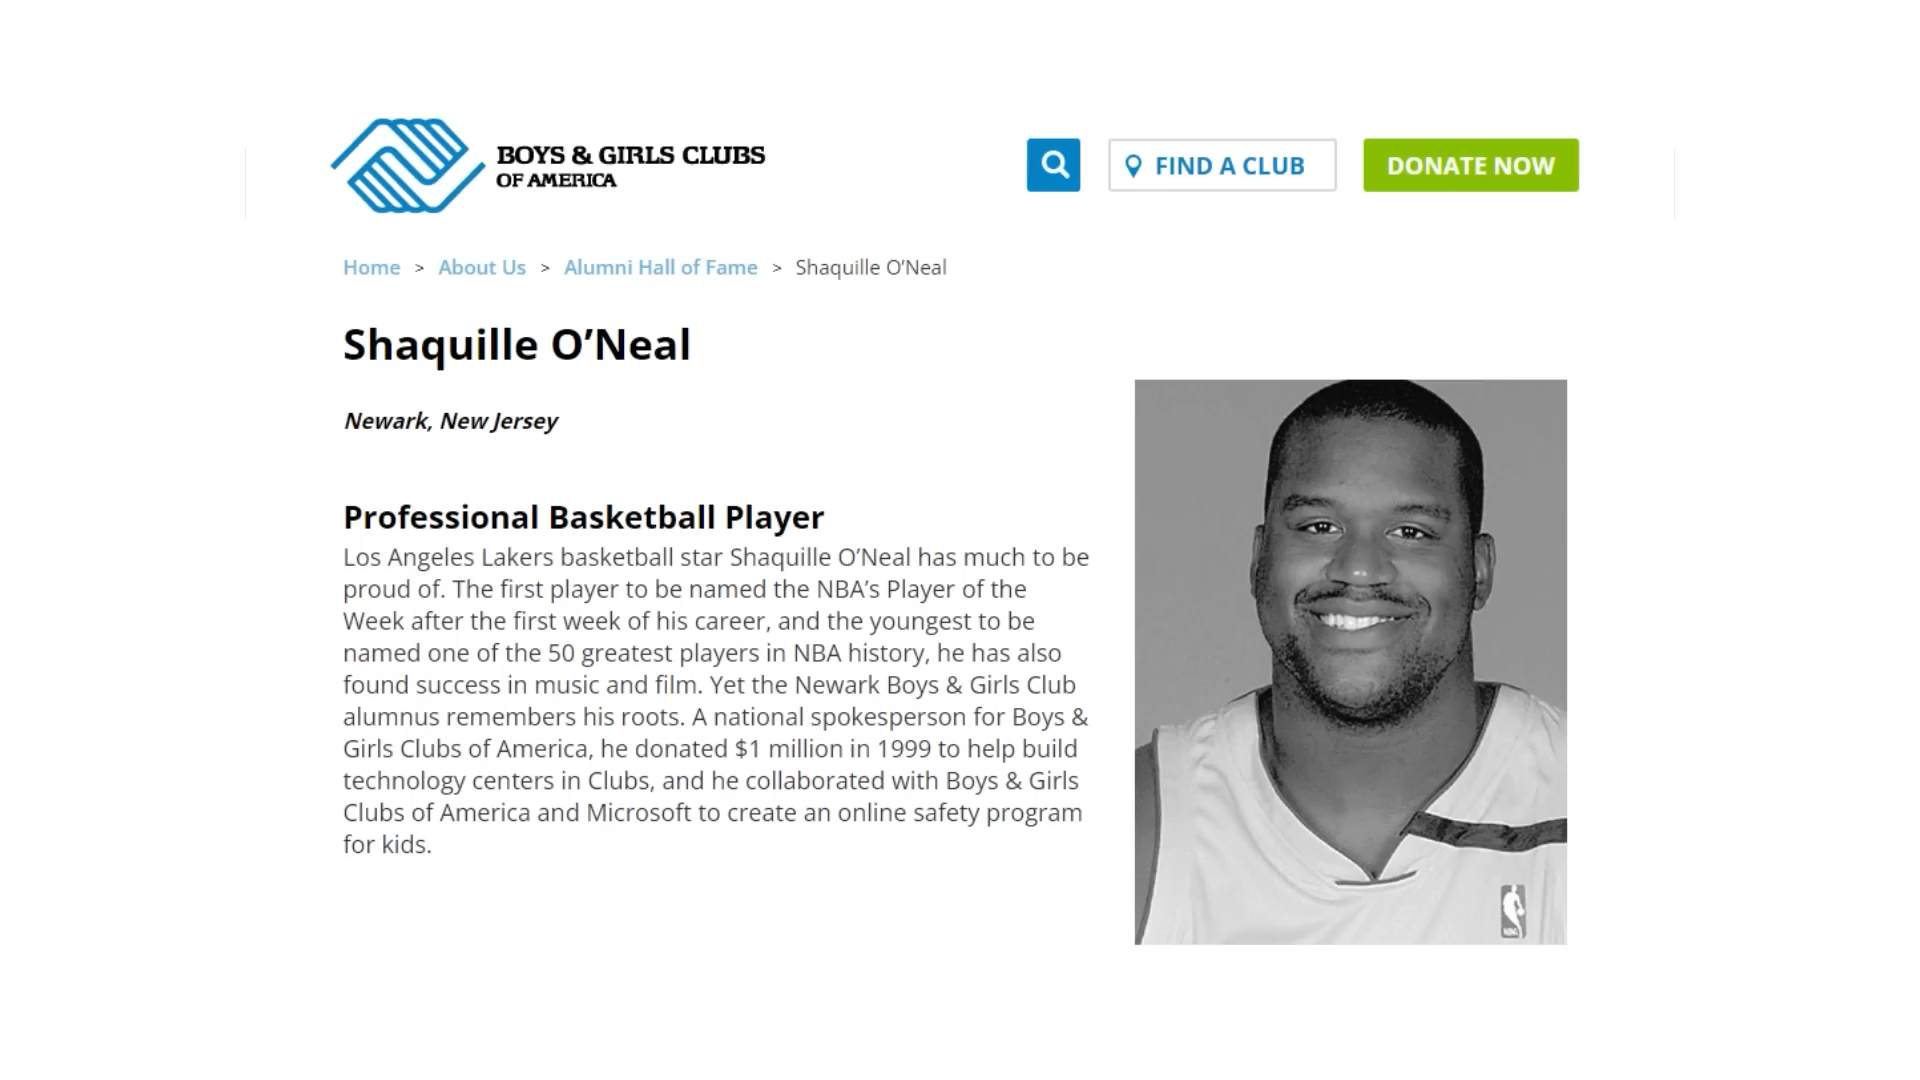 BOYS & GIRLS CLUBS
OF AMERICA
FIND A CLUB
DONATE NOW
Home > About Us > Alumni Hall of Fame > Shaquille O’Neal
Shaquille O’Neal
Newark, New Jersey
Professional Basketball Player
Los Angeles Lakers basketball star Shaquille O’Neal has much to be
proud of. The first player to be named the NBA’s Player of the
Week after the first week of his career, and the youngest to be
named one of the 50 greatest players in NBA history, he has also
found success in music and film. Yet the Newark Boys & Girls Club
alumnus remembers his roots. A national spokesperson for Boys &
Girls Clubs of America, he donated $1 million in 1999 to help build
technology centers in Clubs, and he collaborated with Boys & Girls
Clubs of America and Microsoft to create an online safety program
for kids.
NBA